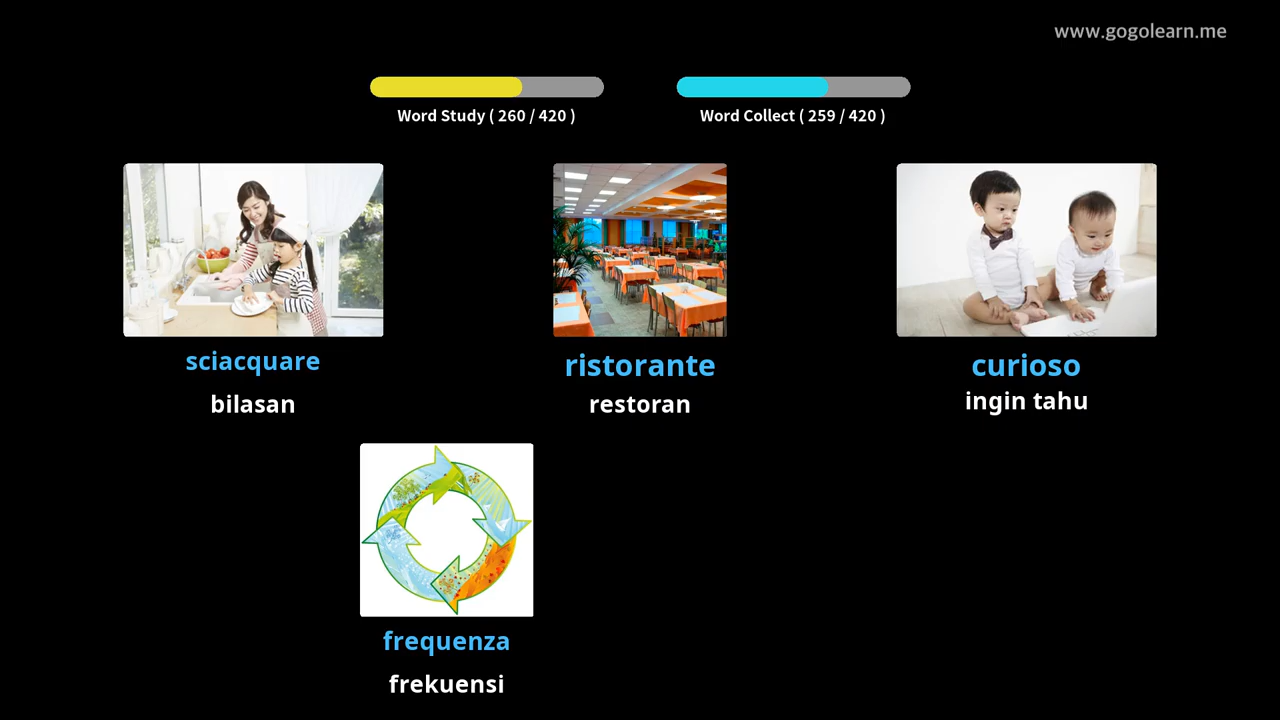 www.gogolearn.me
Word Study ( 260 / 420 )
Word Collect ( 259 / 420 )
sciacquare
bilasan
ristorante
restoran
curioso
ingin tahu
frequenza
frekuensi